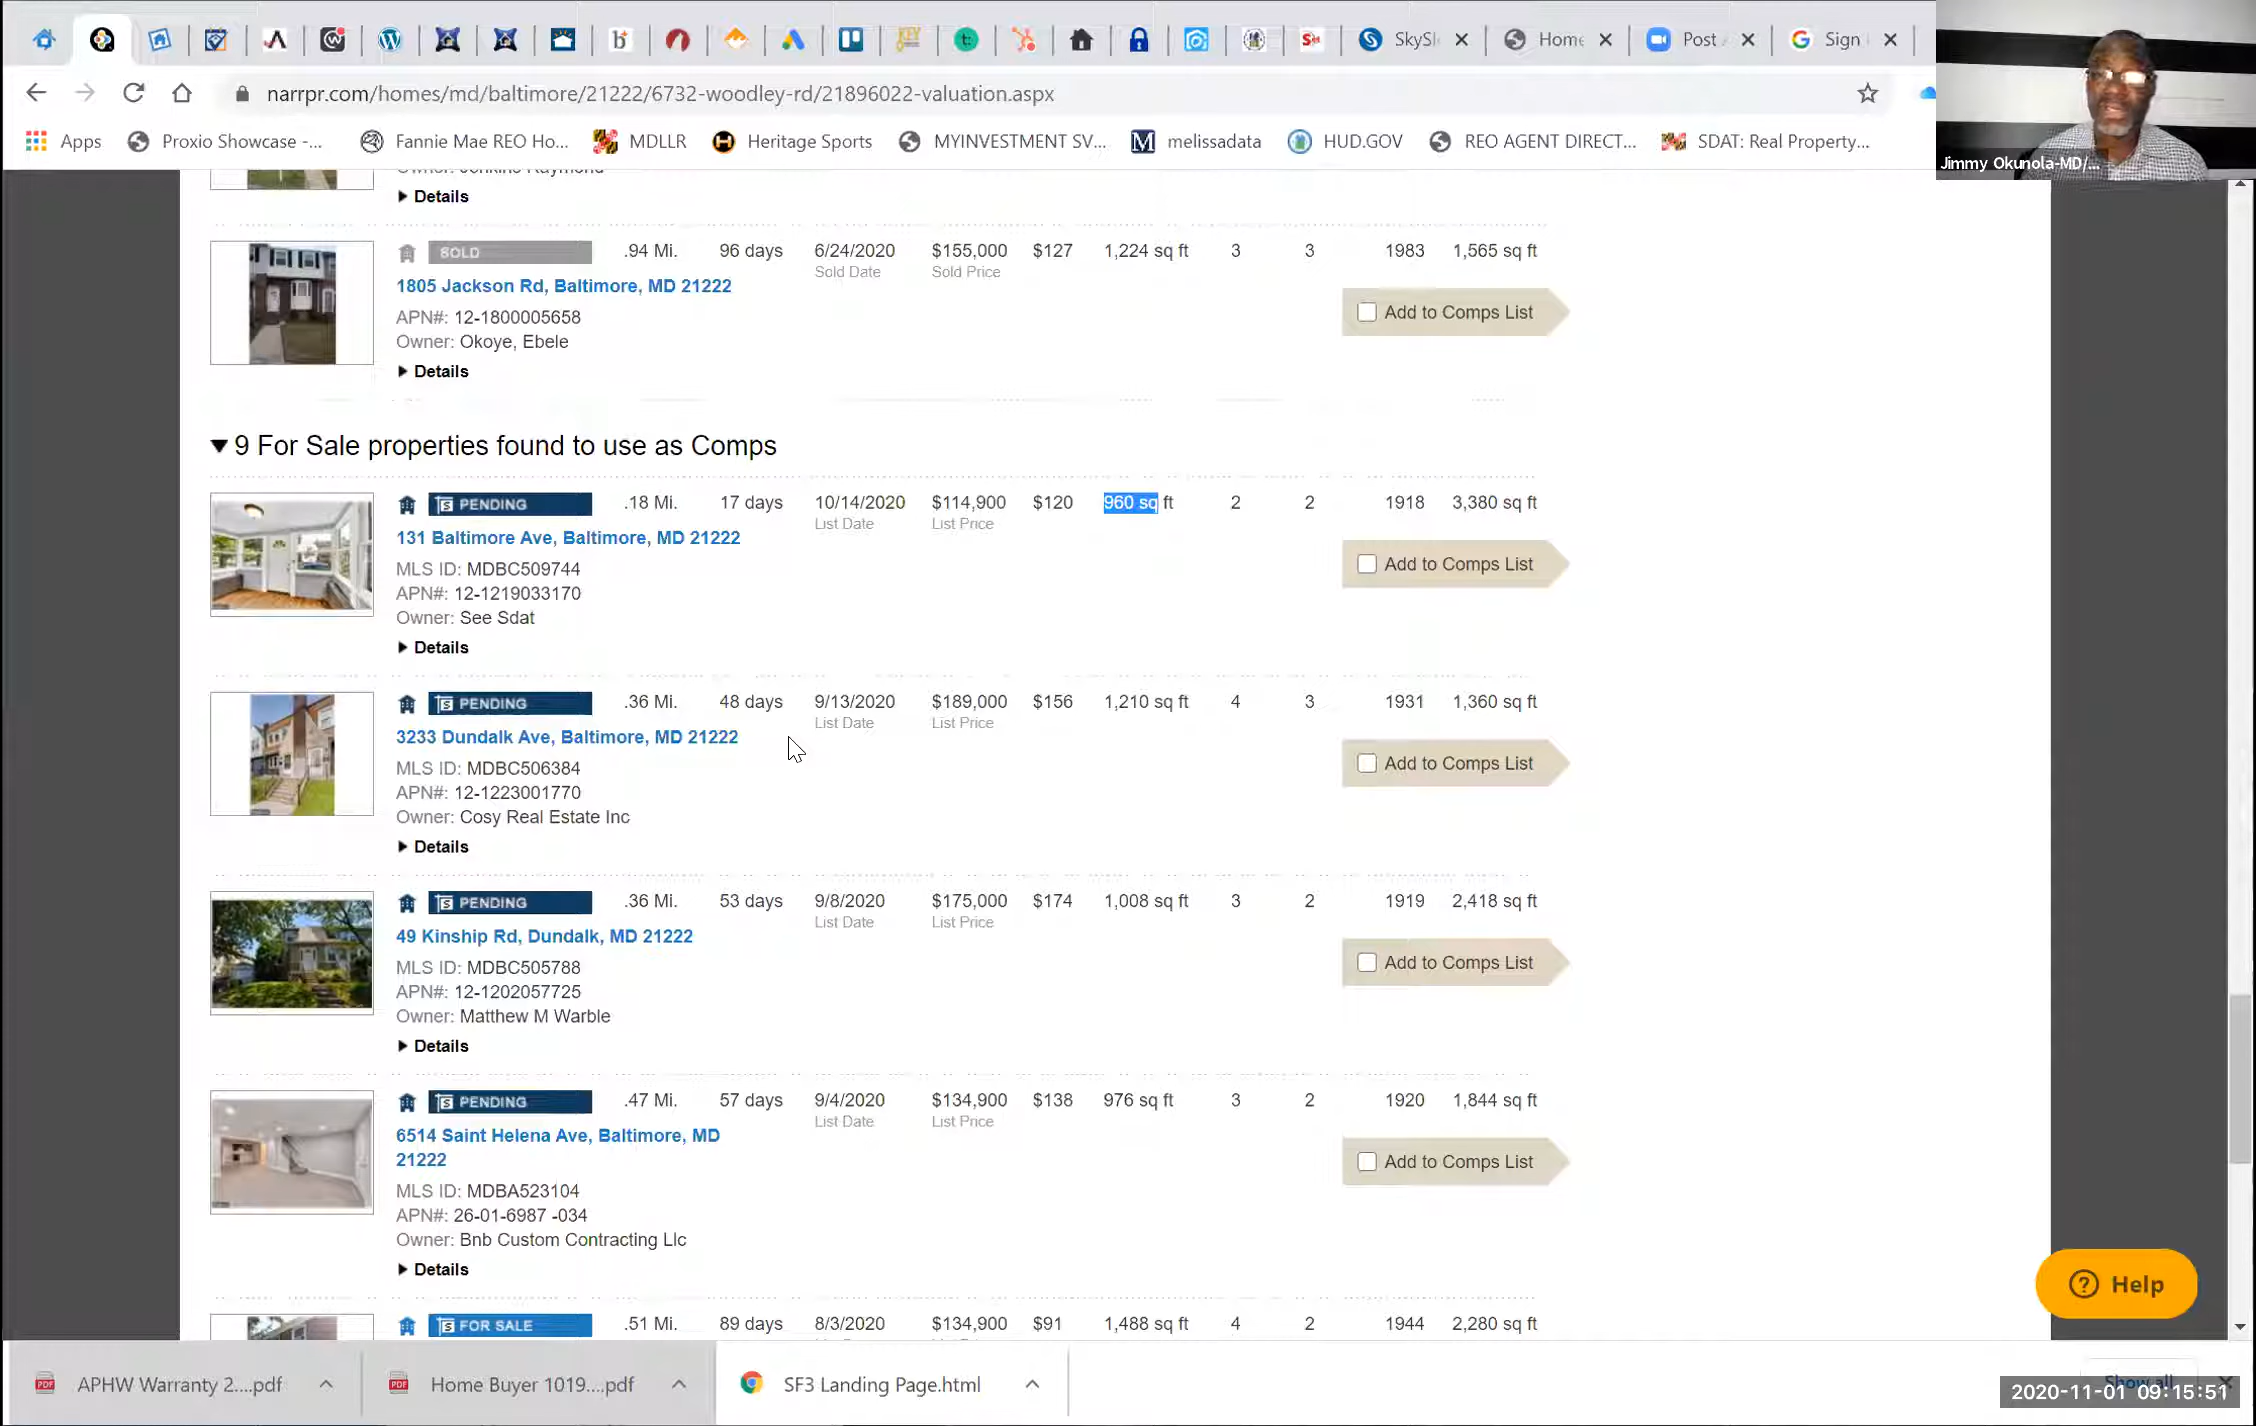 SkySl
Home
Post
Sign
narrpr.com/homes/md/baltimore/21222/6732-woodley-rd/21896022-valuation.aspx
Apps
Proxio Showcase -...
Fannie Mae REO Ho...
MDLLR
Heritage Sports
MYINVESTMENT SV...
melissadata
HUD.GOV
REO AGENT DIRECT...
SDAT: Real Property...
Jimmy Okunola-MD/...
Details
SOLD .94 Mi. 96 days 6/24/2020 $155,000 $127 1,224 sq ft 3 3 1983 1,565 sq ft
Sold Date Sold Price
1805 Jackson Rd, Baltimore, MD 21222
Add to Comps List
APN#: 12-1800005658
Owner: Okoye, Ebele
Details
9 For Sale properties found to use as Comps
PENDING .18 Mi. 17 days 10/14/2020 $114,900 $120 960 sq ft 2 2 1918 3,380 sq ft
List Date List Price
131 Baltimore Ave, Baltimore, MD 21222
Add to Comps List
MLS ID: MDBC509744
APN#: 12-1219033170
Owner: See Sdat
Details
PENDING .36 Mi. 48 days 9/13/2020 $189,000 $156 1,210 sq ft 4 3 1931 1,360 sq ft
List Date List Price
3233 Dundalk Ave, Baltimore, MD 21222
Add to Comps List
MLS ID: MDBC506384
APN#: 12-1223001770
Owner: Cosy Real Estate Inc
Details
PENDING .36 Mi. 53 days 9/8/2020 $175,000 $174 1,008 sq ft 3 2 1919 2,418 sq ft
List Date List Price
49 Kinship Rd, Dundalk, MD 21222
Add to Comps List
MLS ID: MDBC505788
APN#: 12-1202057725
Owner: Matthew M Warble
Details
PENDING .47 Mi. 57 days 9/4/2020 $134,900 $138 976 sq ft 3 2 1920 1,844 sq ft
List Date List Price
6514 Saint Helena Ave, Baltimore, MD
21222
Add to Comps List
MLS ID: MDBA523104
APN#: 26-01-6987 -034
Owner: Bnb Custom Contracting Llc
Details
Help
FOR SALE .51 Mi. 89 days 8/3/2020 $134,900 $91 1,488 sq ft 4 2 1944 2,280 sq ft
APHW Warranty 2....pdf
Home Buyer 1019....pdf
SF3 Landing Page.html
Show all
2020-11-01 09:15:51